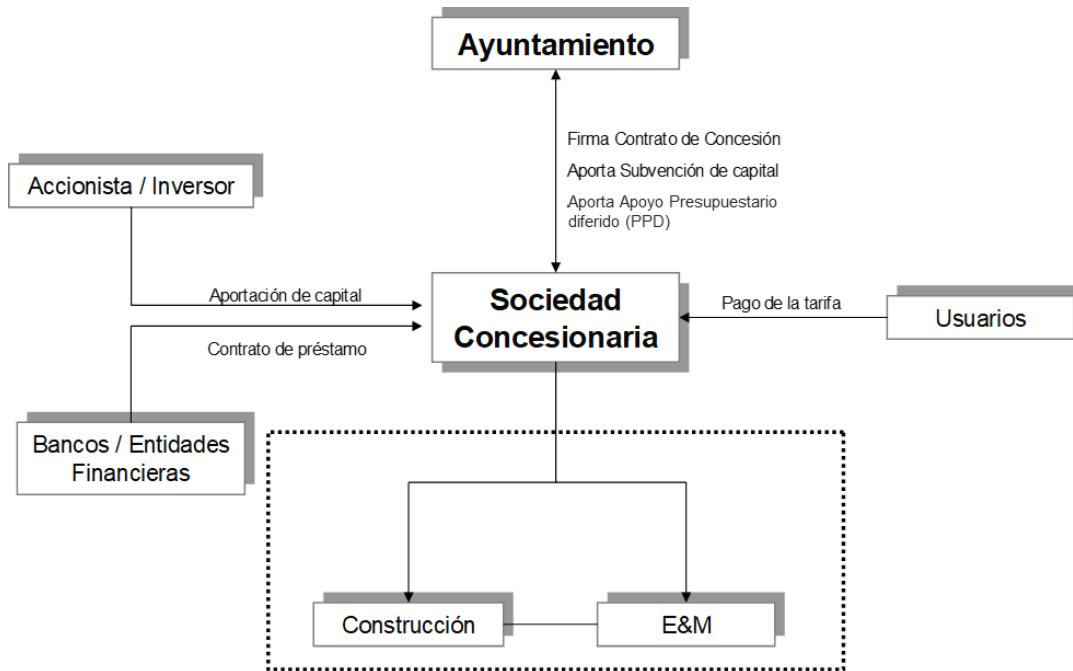 Ayuntamiento
Firma Contrato de Concesión
Aporta Subvención de capital
Aporta Apoyo Presupuestario
diferido (PPD)
Accionista / Inversor
Aportación de capital
Sociedad
Concesionaria
Pago de la tarifa
Usuarios
Contrato de préstamo
Bancos / Entidades
Financieras
Construcción
E&M